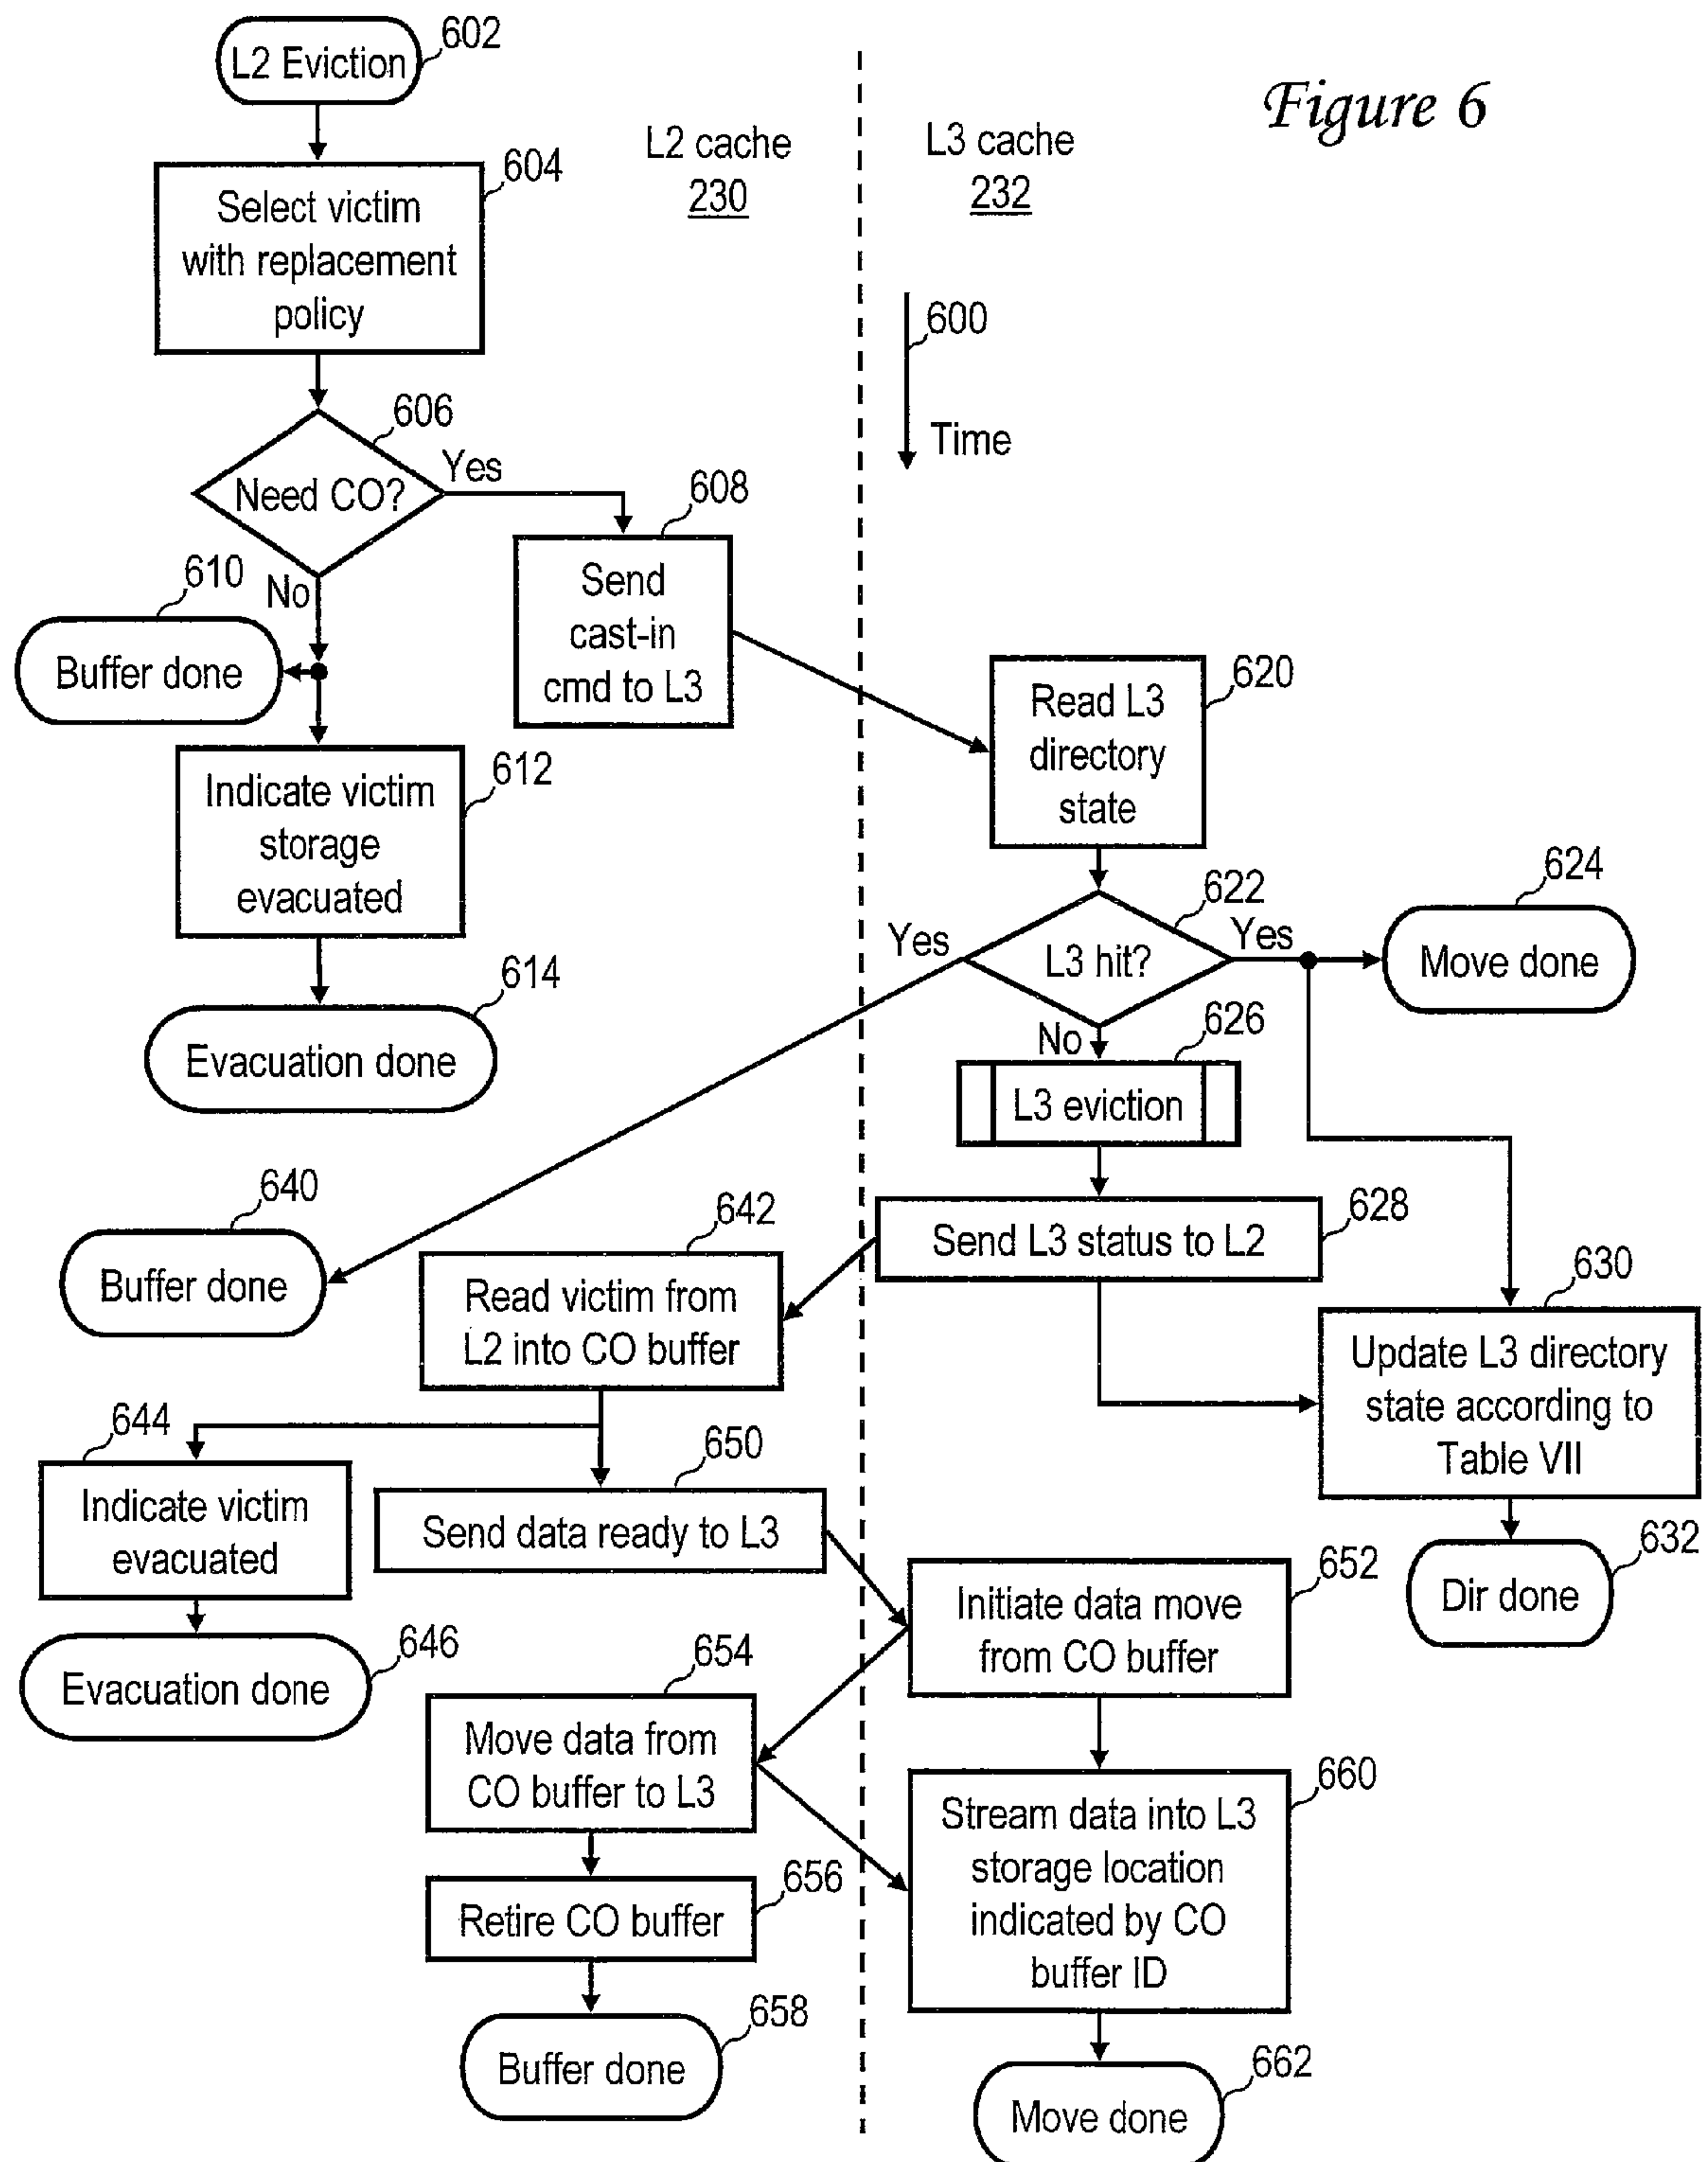 Figure 6
L2 cache
230
L3 cache
232
600
Time
602
L2 Eviction
604
Select victim
with replacement
policy
606
Need CO?
Yes
No
608
Send
cast-in
cmd to L3
610
Buffer done
612
Indicate victim
storage
evacuated
614
Evacuation done
620
Read L3
directory
state
622
L3 hit?
Yes
Yes
No
624
Move done
626
L3 eviction
628
Send L3 status to L2
630
Update L3 directory
state according to
Table VII
632
Dir done
640
Buffer done
642
Read victim from
L2 into CO buffer
644
Indicate victim
evacuated
646
Evacuation done
650
Send data ready to L3
652
Initiate data move
from CO buffer
654
Move data from
CO buffer to L3
656
Retire CO buffer
658
Buffer done
660
Stream data into L3
storage location
indicated by CO
buffer ID
662
Move done